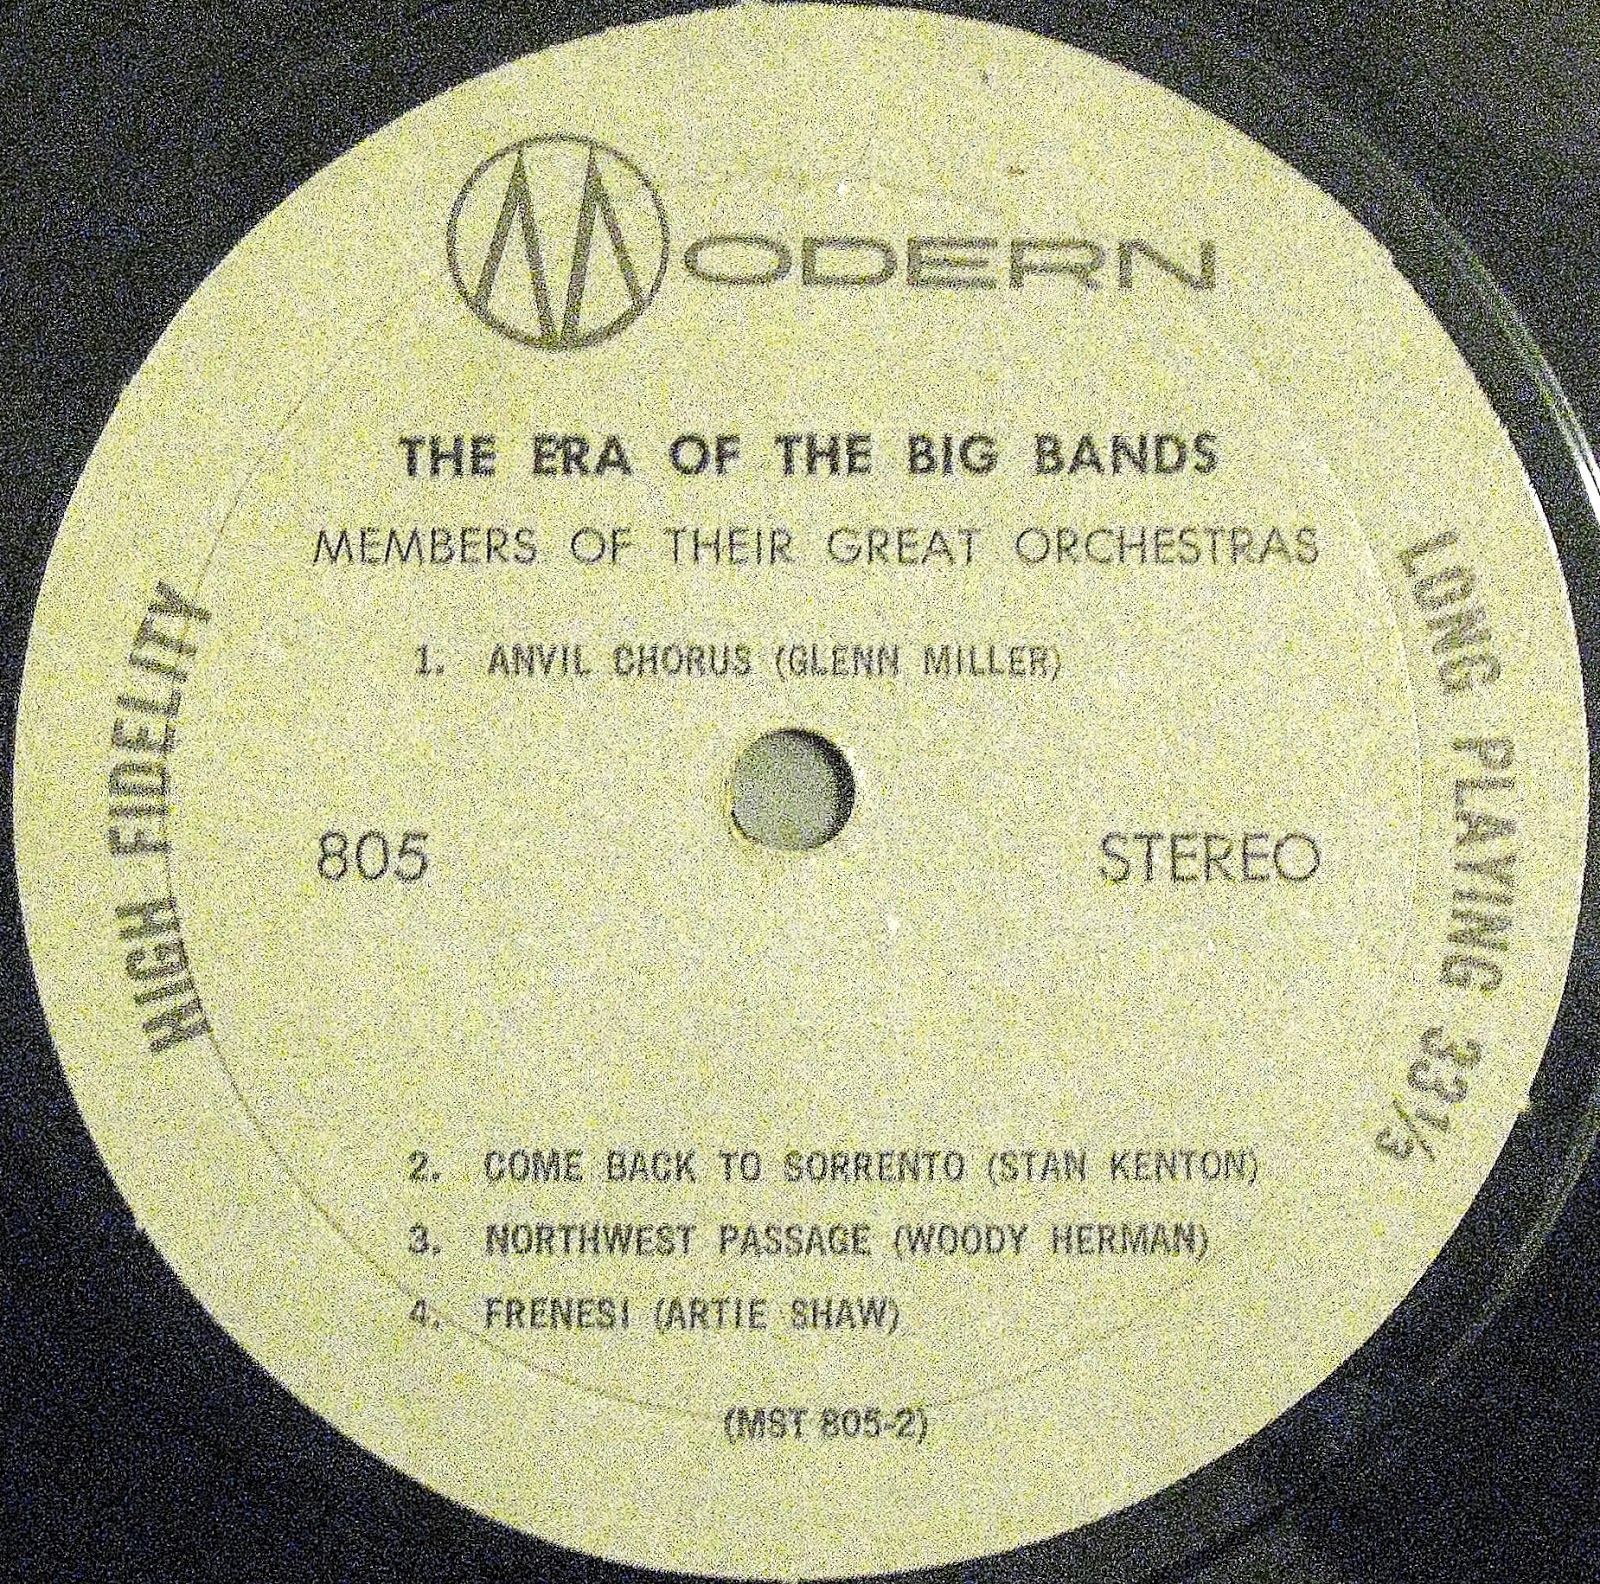 MODERN
THE ERA OF THE BIG BANDS
MEMBERS OF THEIR GREAT ORCHESTRAS
1. ANVIL CHORUS (GLENN MILLER)
HIGH FIDELITY
805
STEREO
LONG PLAYING 33 1/3
2. COME BACK TO SORRENTO (STAN KENTON)
3. NORTHWEST PASSAGE (WOODY HERMAN)
4. FRENESI (ARTIE SHAW)
(MST 805-2)